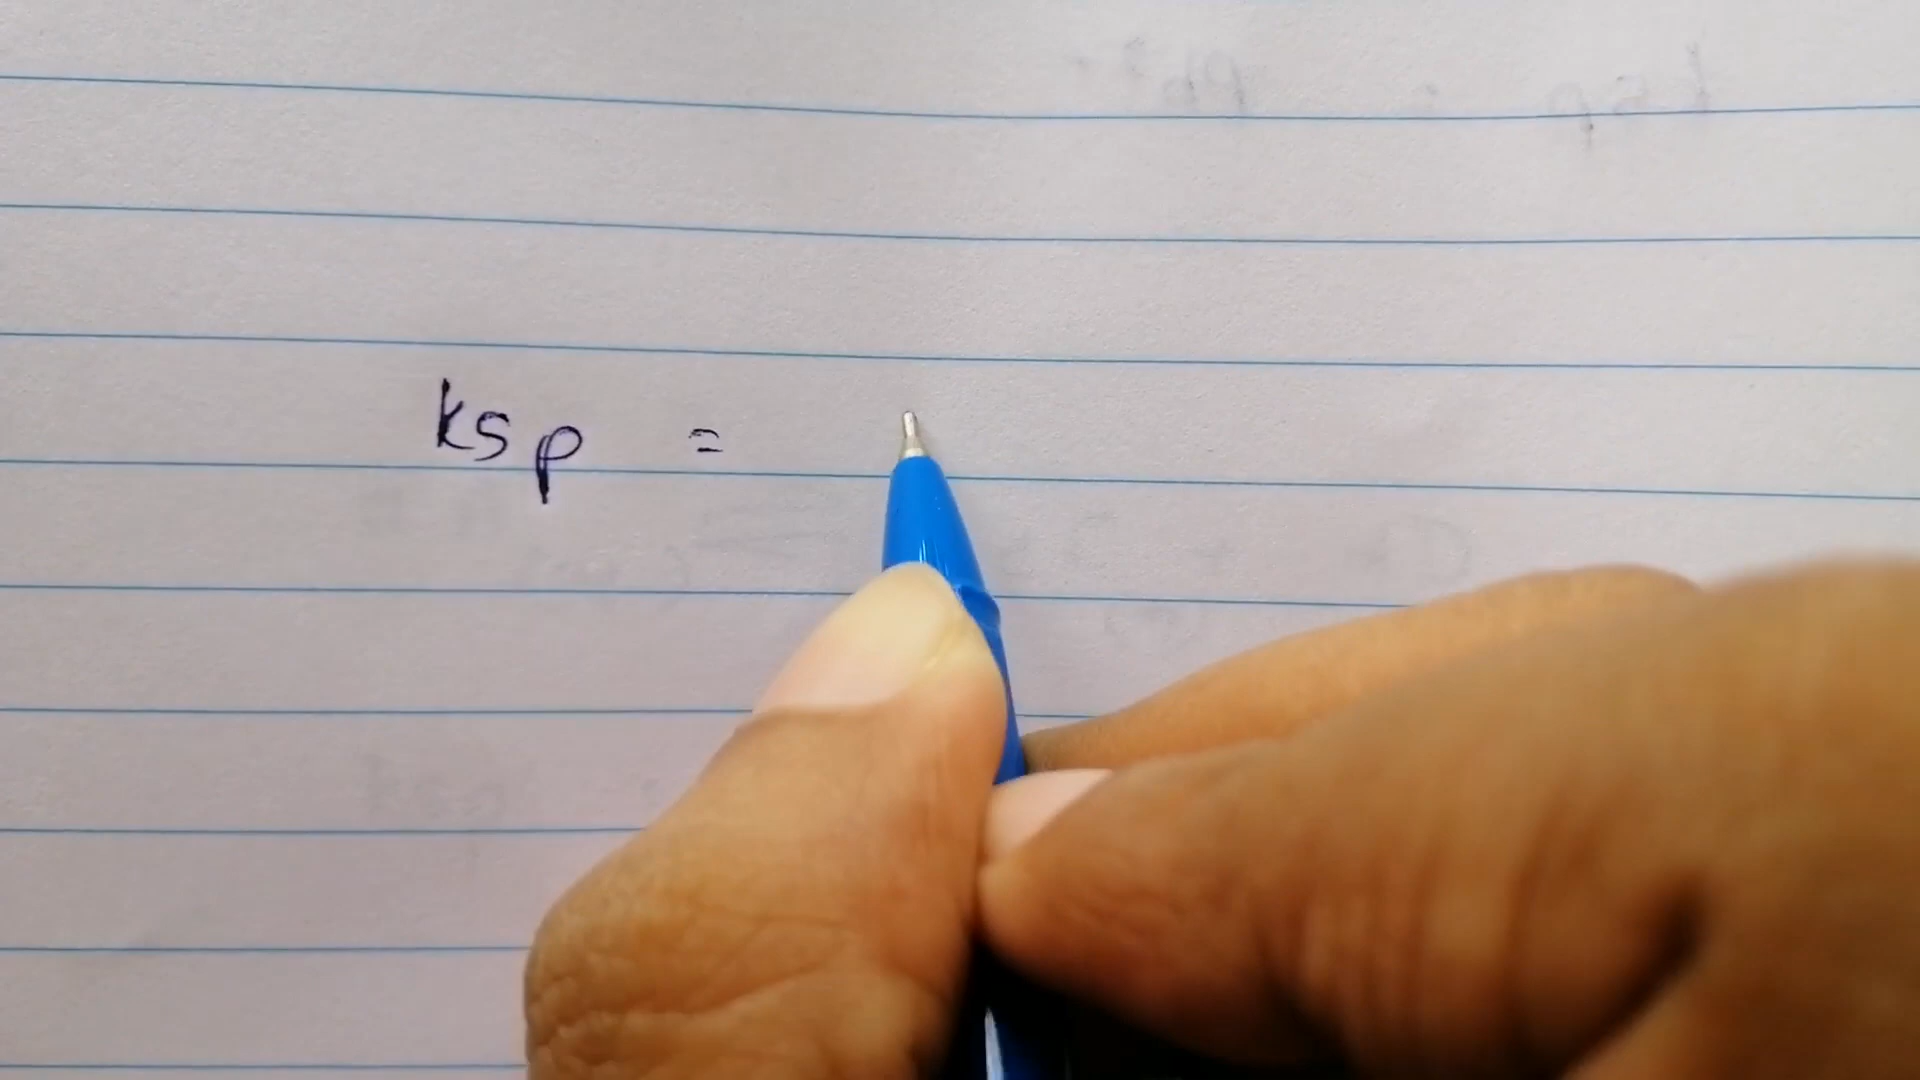 ksp =